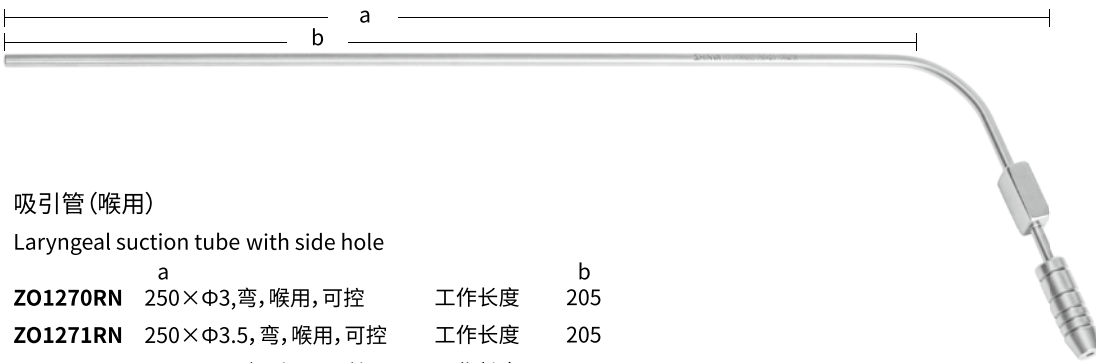 a
b
吸引管（喉用）
Laryngeal suction tube with side hole
a b
ZO1270RN 250×Φ3,弯，喉用，可控 工作长度 205
ZO1271RN 250×Φ3.5，弯，喉用，可控 工作长度 205